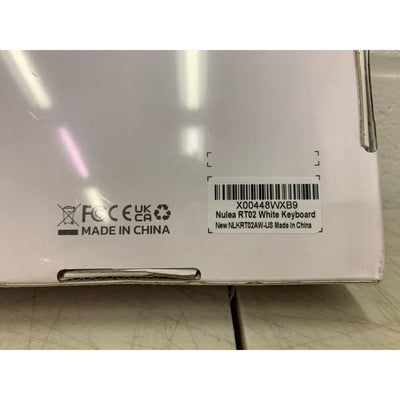 FC CE UK CA
MADE IN CHINA
X00448WXB9
Nulea RT02 White Keyboard
New NLKRT02AW-US Made In China